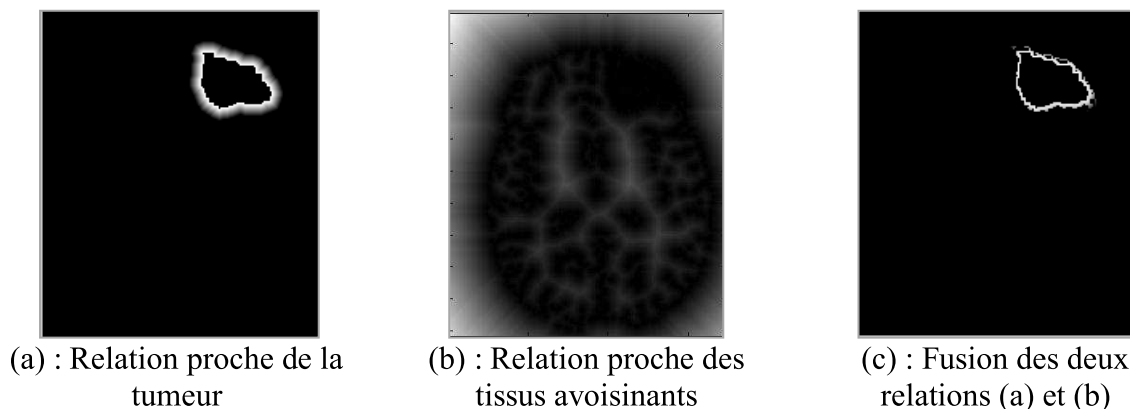 (a) : Relation proche de la
tumeur
(b) : Relation proche des
tissus avoisinants
(c) : Fusion des deux
relations (a) et (b)